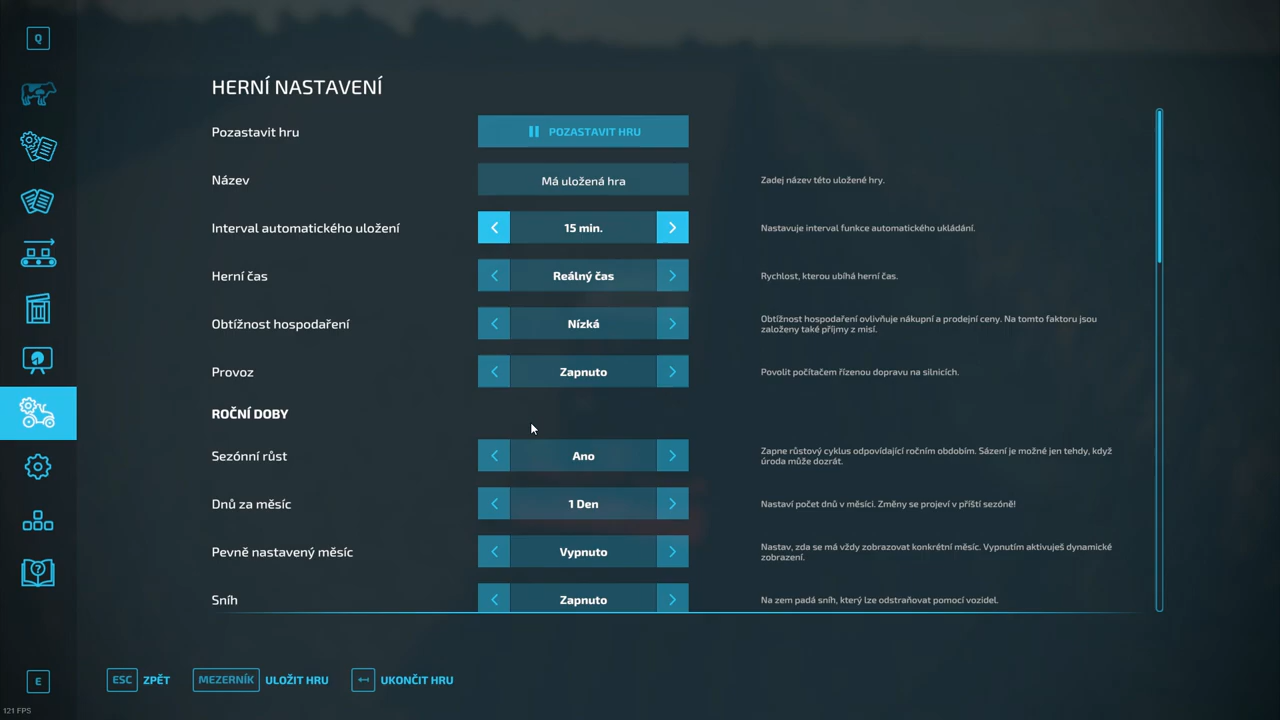 Q
HERNÍ NASTAVENÍ
Pozastavit hru
POZASTAVIT HRU
Název
Má uložená hra
Zadej název této uložené hry.
Interval automatického uložení
15 min.
Nastavuje interval funkce automatického ukládání.
Herní čas
Reálný čas
Rychlost, kterou ubíhá herní čas.
Obtížnost hospodaření
Nízká
Obtížnost hospodaření ovlivňuje nákupní a prodejní ceny. Na tomto faktoru jsou
založeny také příjmy z misí.
Provoz
Zapnuto
Povolit počítačem řízenou dopravu na silnicích.
ROČNÍ DOBY
Sezónní růst
Ano
Zapne růstový cyklus odpovídající ročním obdobím. Sázení je možné jen tehdy, když
úroda může dozrát.
Dnů za měsíc
1 Den
Nastaví počet dnů v měsíci. Změny se projeví v příští sezóně!
Pevně nastavený měsíc
Vypnuto
Nastav, zda se má vždy zobrazovat konkrétní měsíc. Vypnutím aktivuješ dynamické
zobrazení.
Sníh
Zapnuto
Na zem padá sníh, který lze odstraňovat pomocí vozidel.
E
ESC ZPĚT MEZERNÍK ULOŽIT HRU UKONČIT HRU
121 FPS